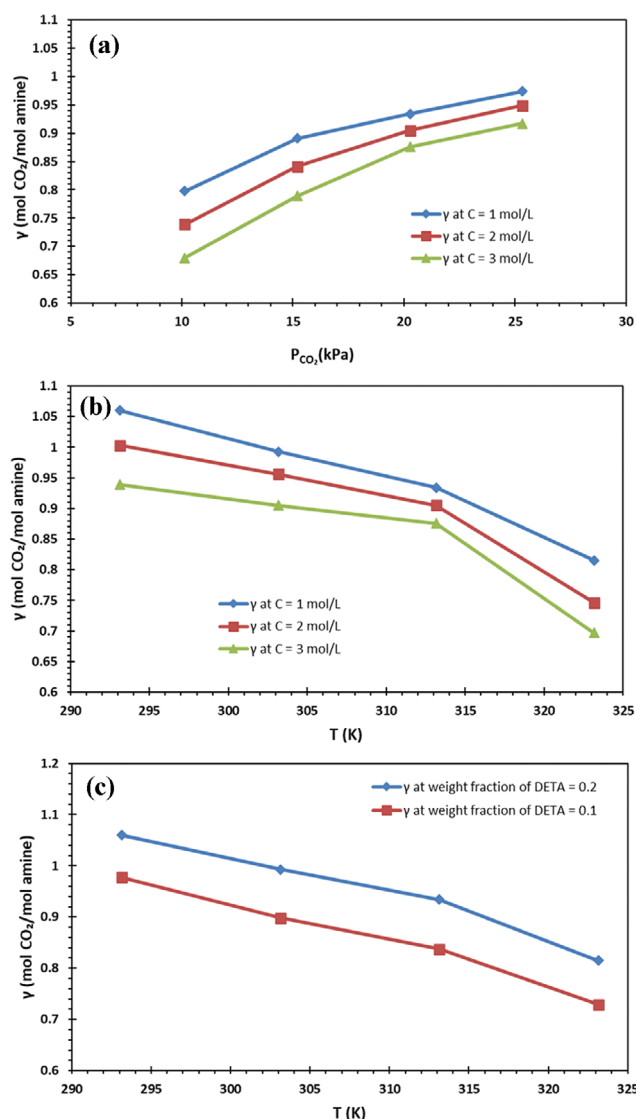 (a)
1.1
1.05
1
0.95
0.9
0.85
0.8
0.75
0.7
0.65
0.6
γ (mol CO₂/mol amine)
γ at C = 1 mol/L
γ at C = 2 mol/L
γ at C = 3 mol/L
5 10 15 20 25 30
P_CO₂(kPa)
(b)
1.1
1.05
1
0.95
0.9
0.85
0.8
0.75
0.7
0.65
0.6
γ (mol CO₂/mol amine)
γ at C = 1 mol/L
γ at C = 2 mol/L
γ at C = 3 mol/L
290 295 300 305 310 315 320 325
T (K)
(c)
1.2
1.1
1
0.9
0.8
0.7
0.6
γ (mol CO₂/mol amine)
γ at weight fraction of DETA = 0.2
γ at weight fraction of DETA = 0.1
290 295 300 305 310 315 320 325
T (K)